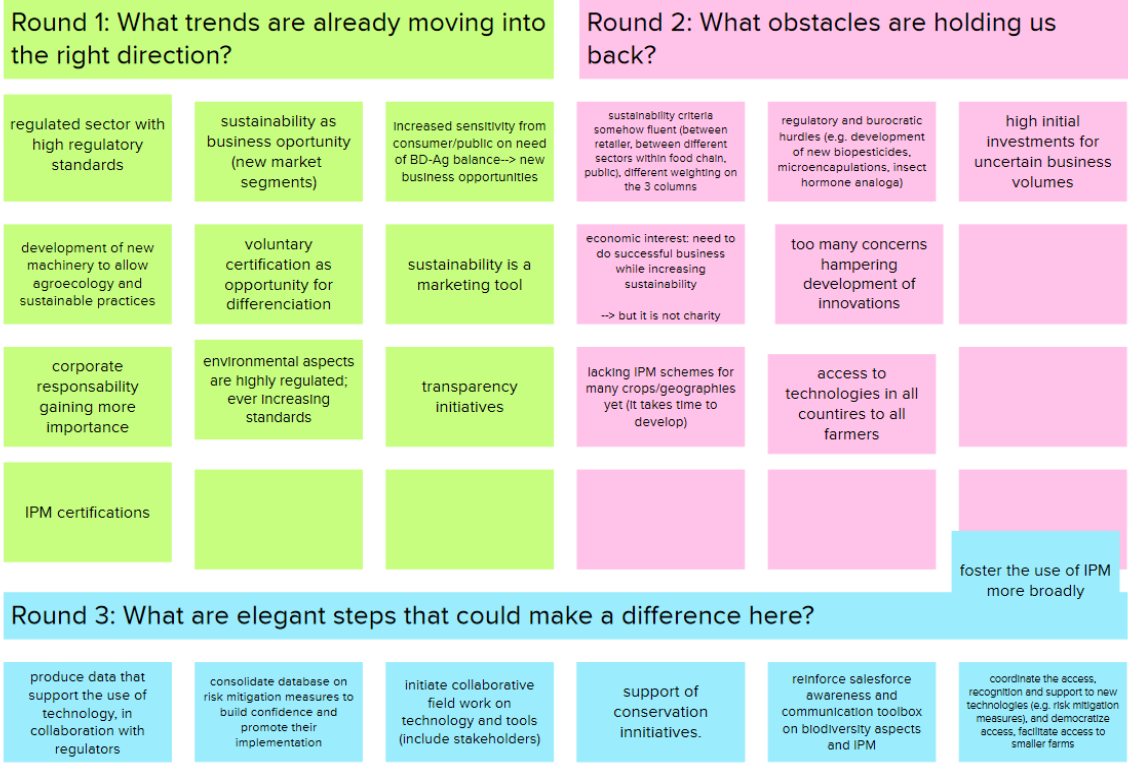 Round 1: What trends are already moving into
the right direction?
regulated sector with
high regulatory
standards
sustainability as
business oportunity
(new market
segments)
Increased sensitivity from
consumer/public on need
of BD-Ag balance--> new
business opportunities
development of new
machinery to allow
agroecology and
sustainable practices
voluntary
certification as
opportunity for
differenciation
sustainability is a
marketing tool
corporate
responsability
gaining more
importance
environmental aspects
are highly regulated;
ever increasing
standards
transparency
initiatives
IPM certifications
Round 2: What obstacles are holding us
back?
sustainability criteria
somehow fluent (between
retailer, between different
sectors within food chain,
public), different weighting on
the 3 columns
regulatory and burocratic
hurdles (e.g. development
of new biopesticides,
microencapulations, insect
hormone analoga)
high initial
investments for
uncertain business
volumes
economic interest: need to
do successful business
while increasing
sustainability
--> but it is not charity
too many concerns
hampering
development of
innovations
lacking IPM schemes for
many crops/geographies
yet (it takes time to
develop)
access to
technologies in all
countires to all
farmers
foster the use of IPM
more broadly
Round 3: What are elegant steps that could make a difference here?
produce data that
support the use of
technology, in
collaboration with
regulators
consolidate database on
risk mitigation measures to
build confidence and
promote their
implementation
initiate collaborative
field work on
technology and tools
(include stakeholders)
support of
conservation
innitiatives.
reinforce salesforce
awareness and
communication toolbox
on biodiversity aspects
and IPM
coordinate the access,
recognition and support to new
technologies (e.g. risk mitigation
measures), and democratize
access, facilitate access to
smaller farms